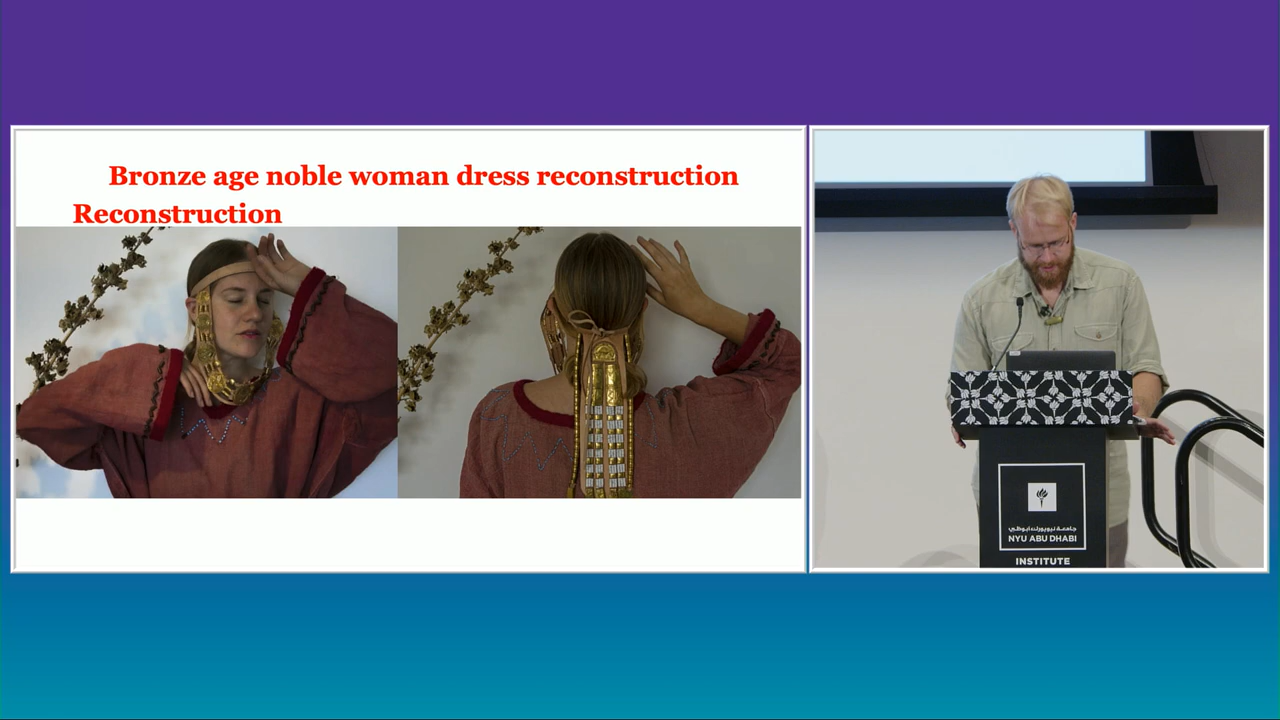 Bronze age noble woman dress reconstruction
Reconstruction
جامعة نيويورك أبوظبي
NYU ABU DHABI
INSTITUTE